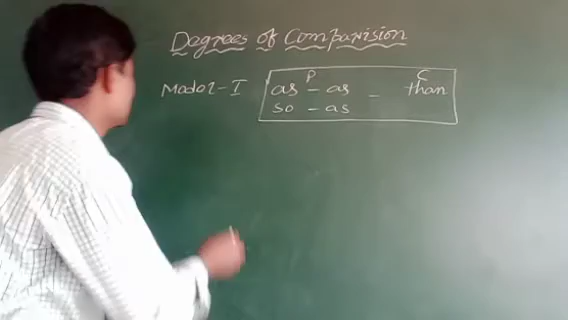 Degrees of Comparision
Model-I
P C
as - as - than
so - as